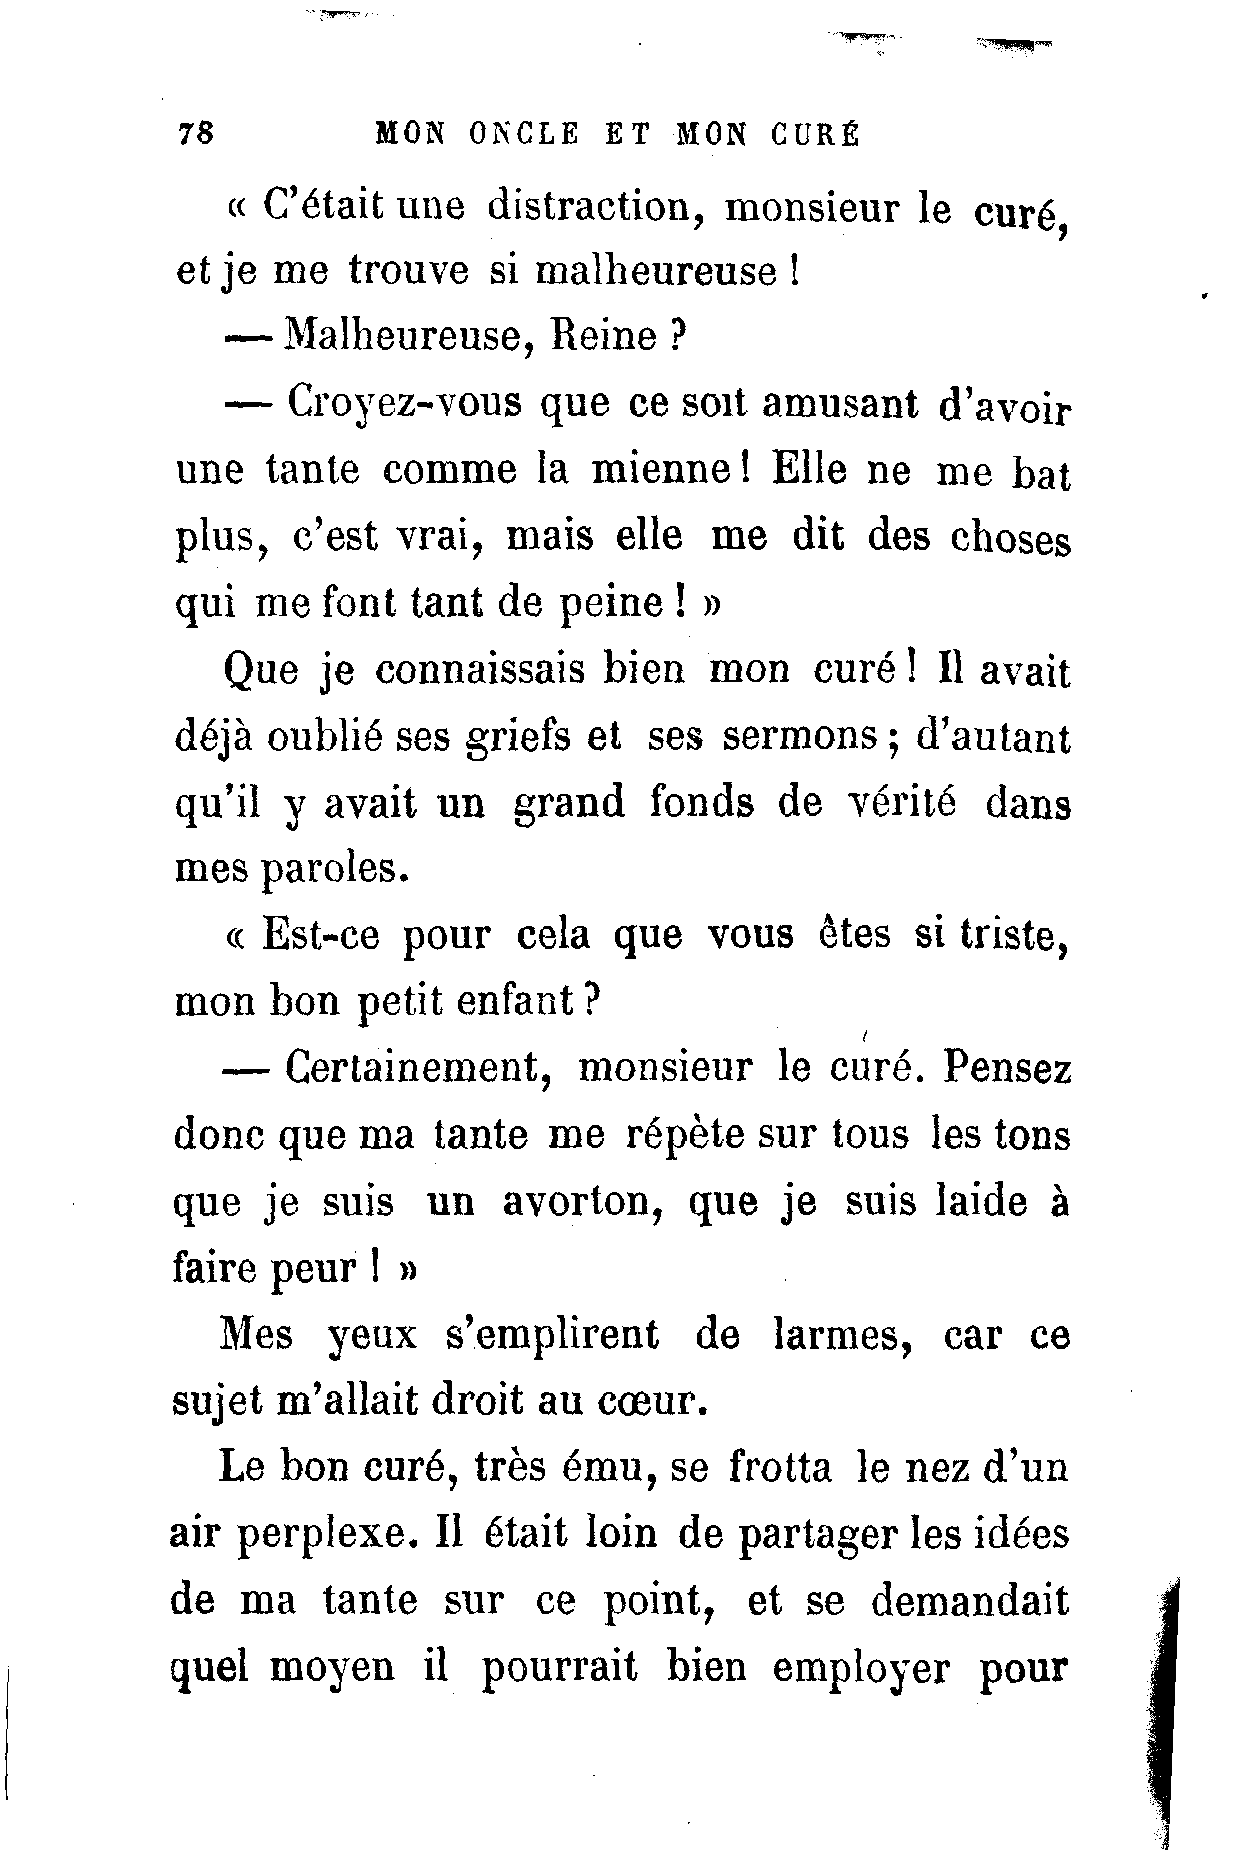 78 MON ONCLE ET MON CURÉ
« C'était une distraction, monsieur le curé,
et je me trouve si malheureuse !
— Malheureuse, Reine ?
— Croyez-vous que ce soit amusant d'avoir
une tante comme la mienne ! Elle ne me bat
plus, c'est vrai, mais elle me dit des choses
qui me font tant de peine ! »
Que je connaissais bien mon curé ! Il avait
déjà oublié ses griefs et ses sermons ; d'autant
qu'il y avait un grand fonds de vérité dans
mes paroles.
« Est-ce pour cela que vous êtes si triste,
mon bon petit enfant ?
— Certainement, monsieur le curé. Pensez
donc que ma tante me répète sur tous les tons
que je suis un avorton, que je suis laide à
faire peur ! »
Mes yeux s'emplirent de larmes, car ce
sujet m'allait droit au cœur.
Le bon curé, très ému, se frotta le nez d'un
air perplexe. Il était loin de partager les idées
de ma tante sur ce point, et se demandait
quel moyen il pourrait bien employer pour